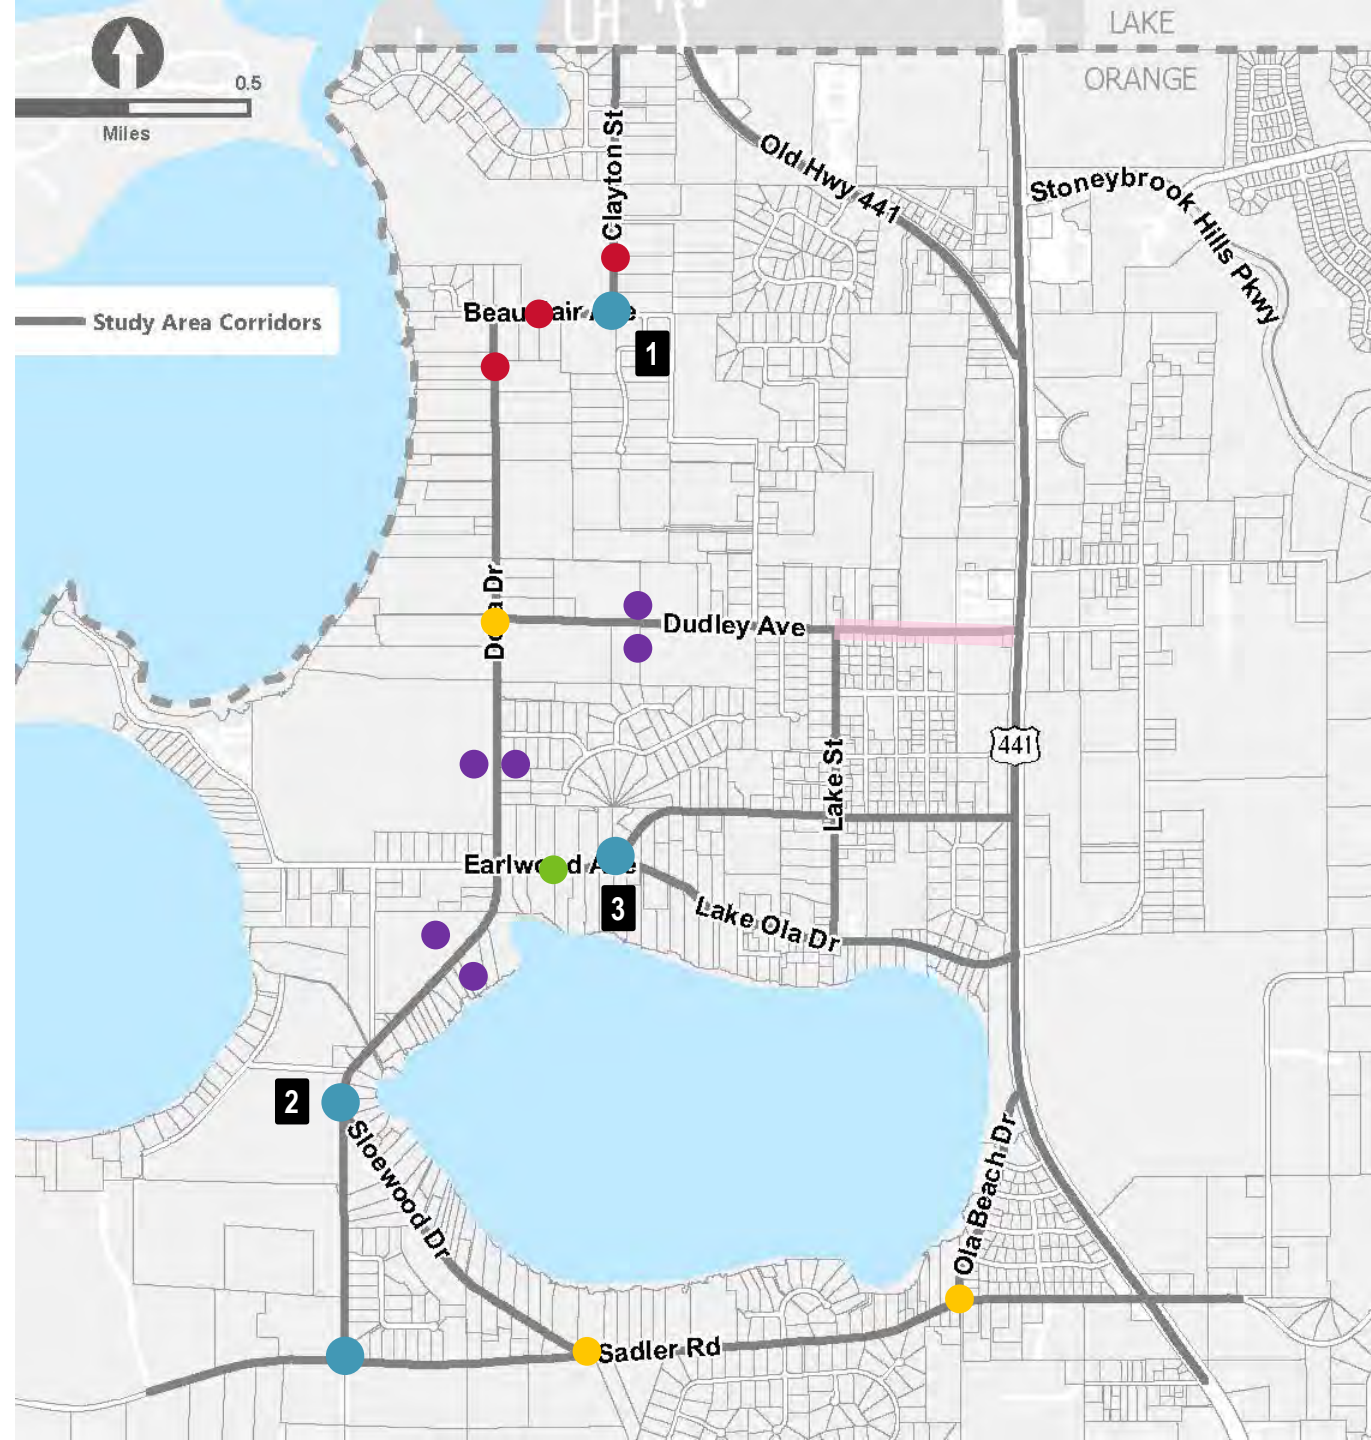 LAKE
ORANGE
0.5
Miles
Clayton St
Old Hwy 441
Stoneybrook Hills Pkwy
Study Area Corridors
1
Dudley Ave
441
Lake St
3
Lake Ola Dr
2
Sloewood Dr
Ola Beach Dr
Sadler Rd